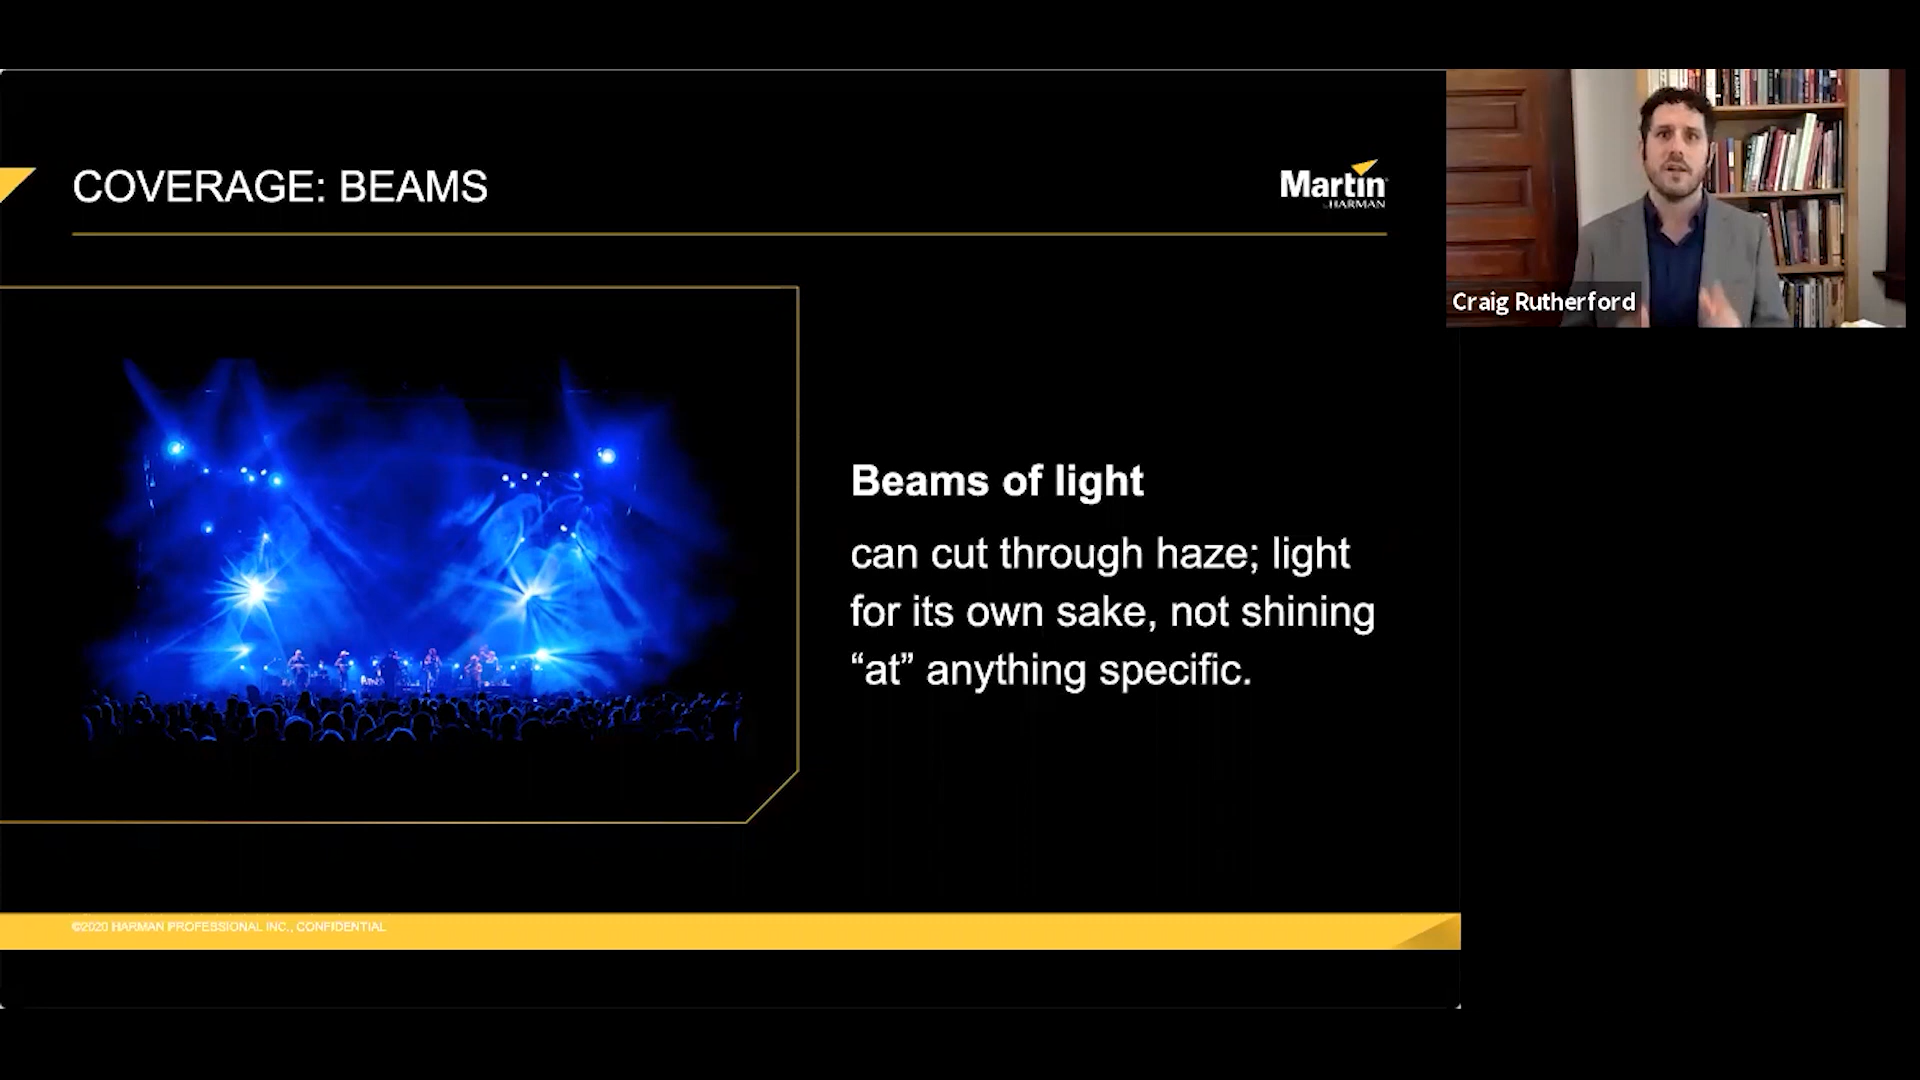 COVERAGE: BEAMS
Martin
by HARMAN
Craig Rutherford
Beams of light
can cut through haze; light
for its own sake, not shining
“at” anything specific.
©2020 HARMAN PROFESSIONAL INC., CONFIDENTIAL